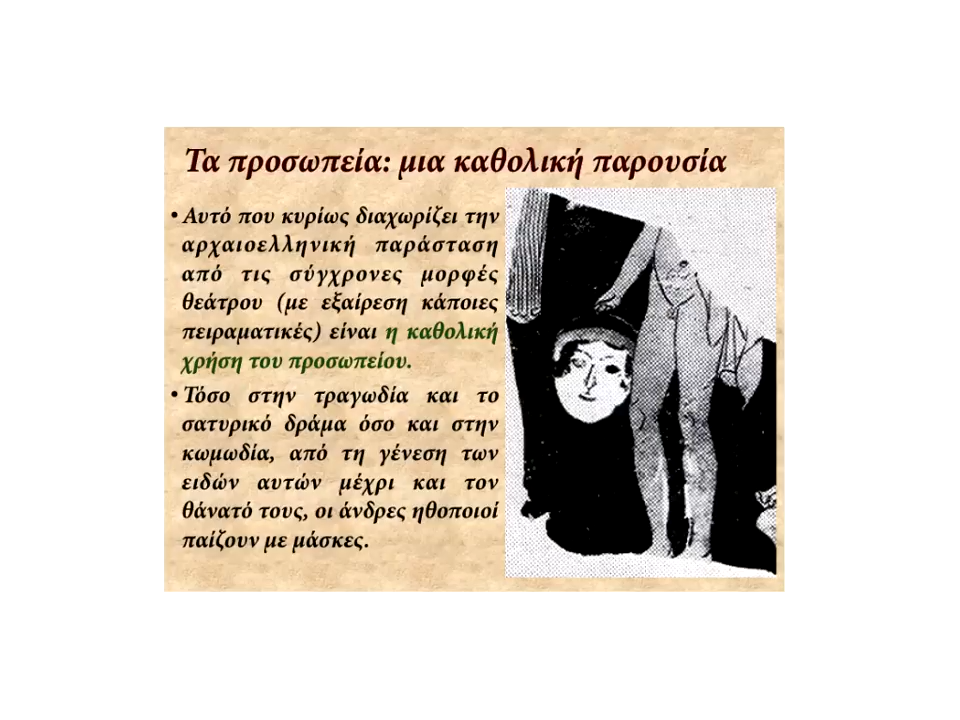 Τα προσωπεία: μια καθολική παρουσία
• Αυτό που κυρίως διαχωρίζει την
αρχαιοελληνική παράσταση
από τις σύγχρονες μορφές
θεάτρου (με εξαίρεση κάποιες
πειραματικές) είναι η καθολική
χρήση του προσωπείου.
• Τόσο στην τραγωδία και το
σατυρικό δράμα όσο και στην
κωμωδία, από τη γένεση των
ειδών αυτών μέχρι και τον
θάνατό τους, οι άνδρες ηθοποιοί
παίζουν με μάσκες.